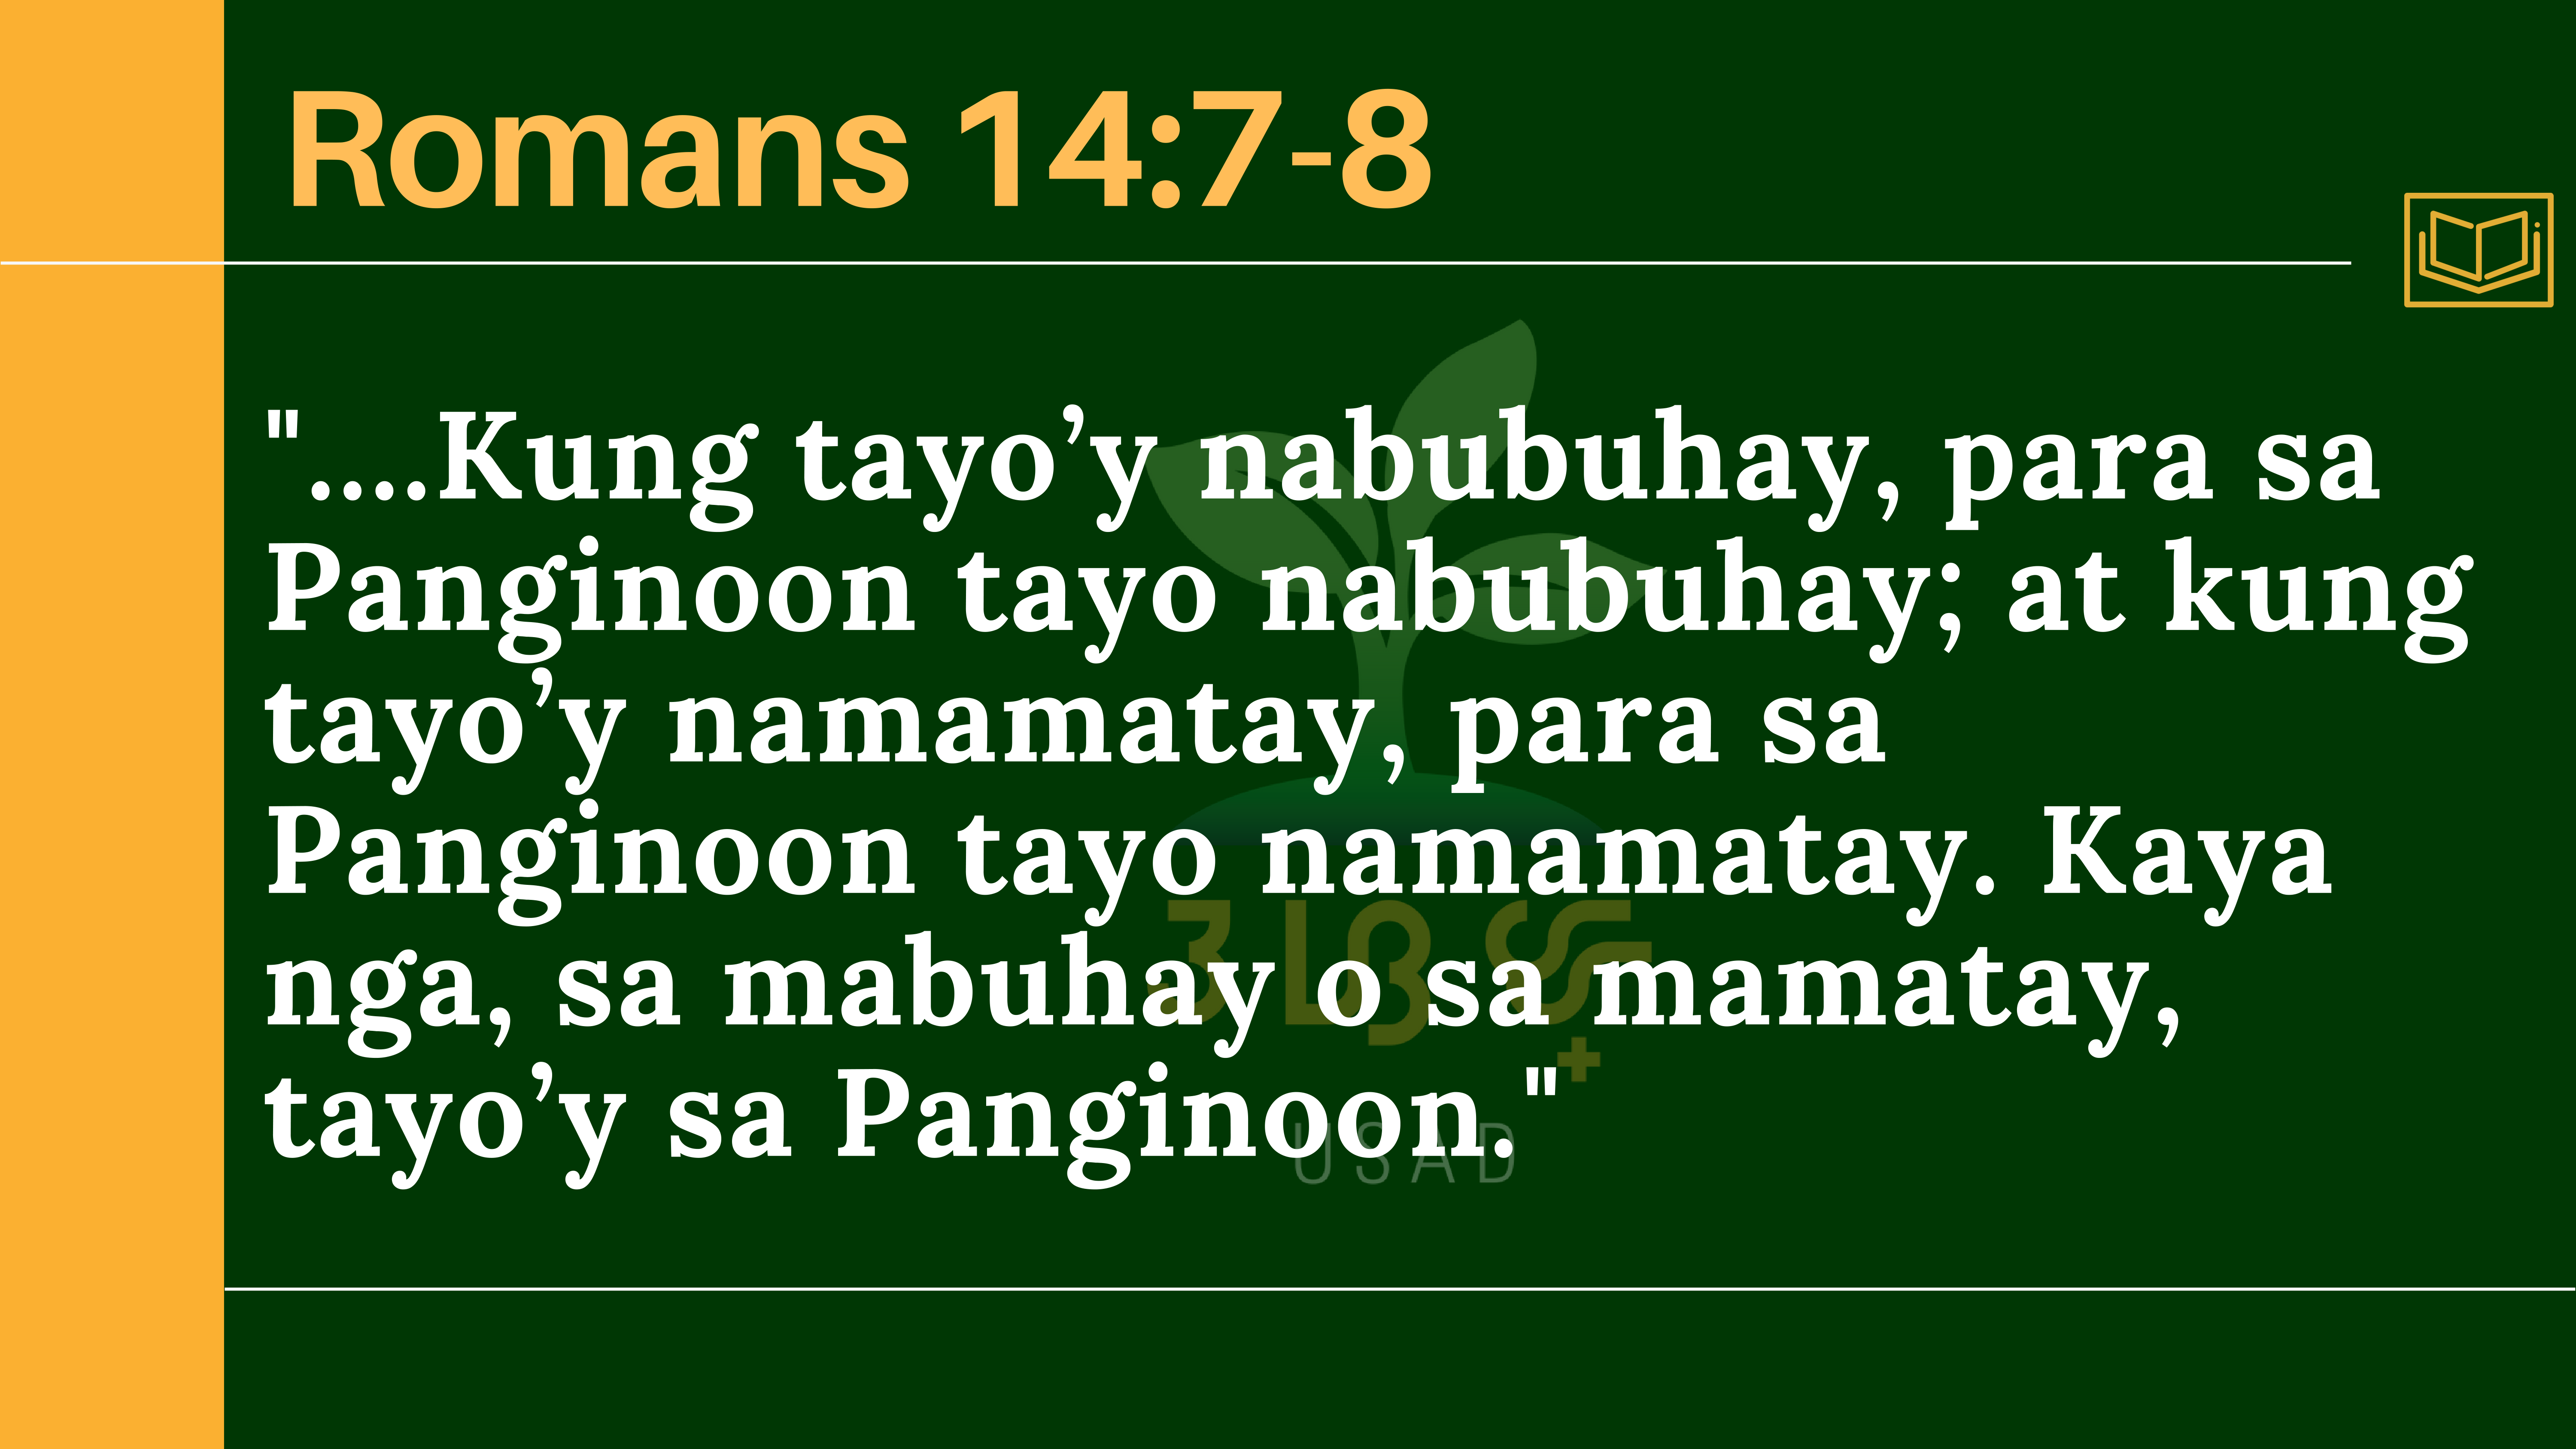 Romans 14:7-8
"....Kung tayo’y nabubuhay, para sa
Panginoon tayo nabubuhay; at kung
tayo’y namamatay, para sa
Panginoon tayo namamatay. Kaya
nga, sa mabuhay o sa mamatay,
tayo’y sa Panginoon."
USAD